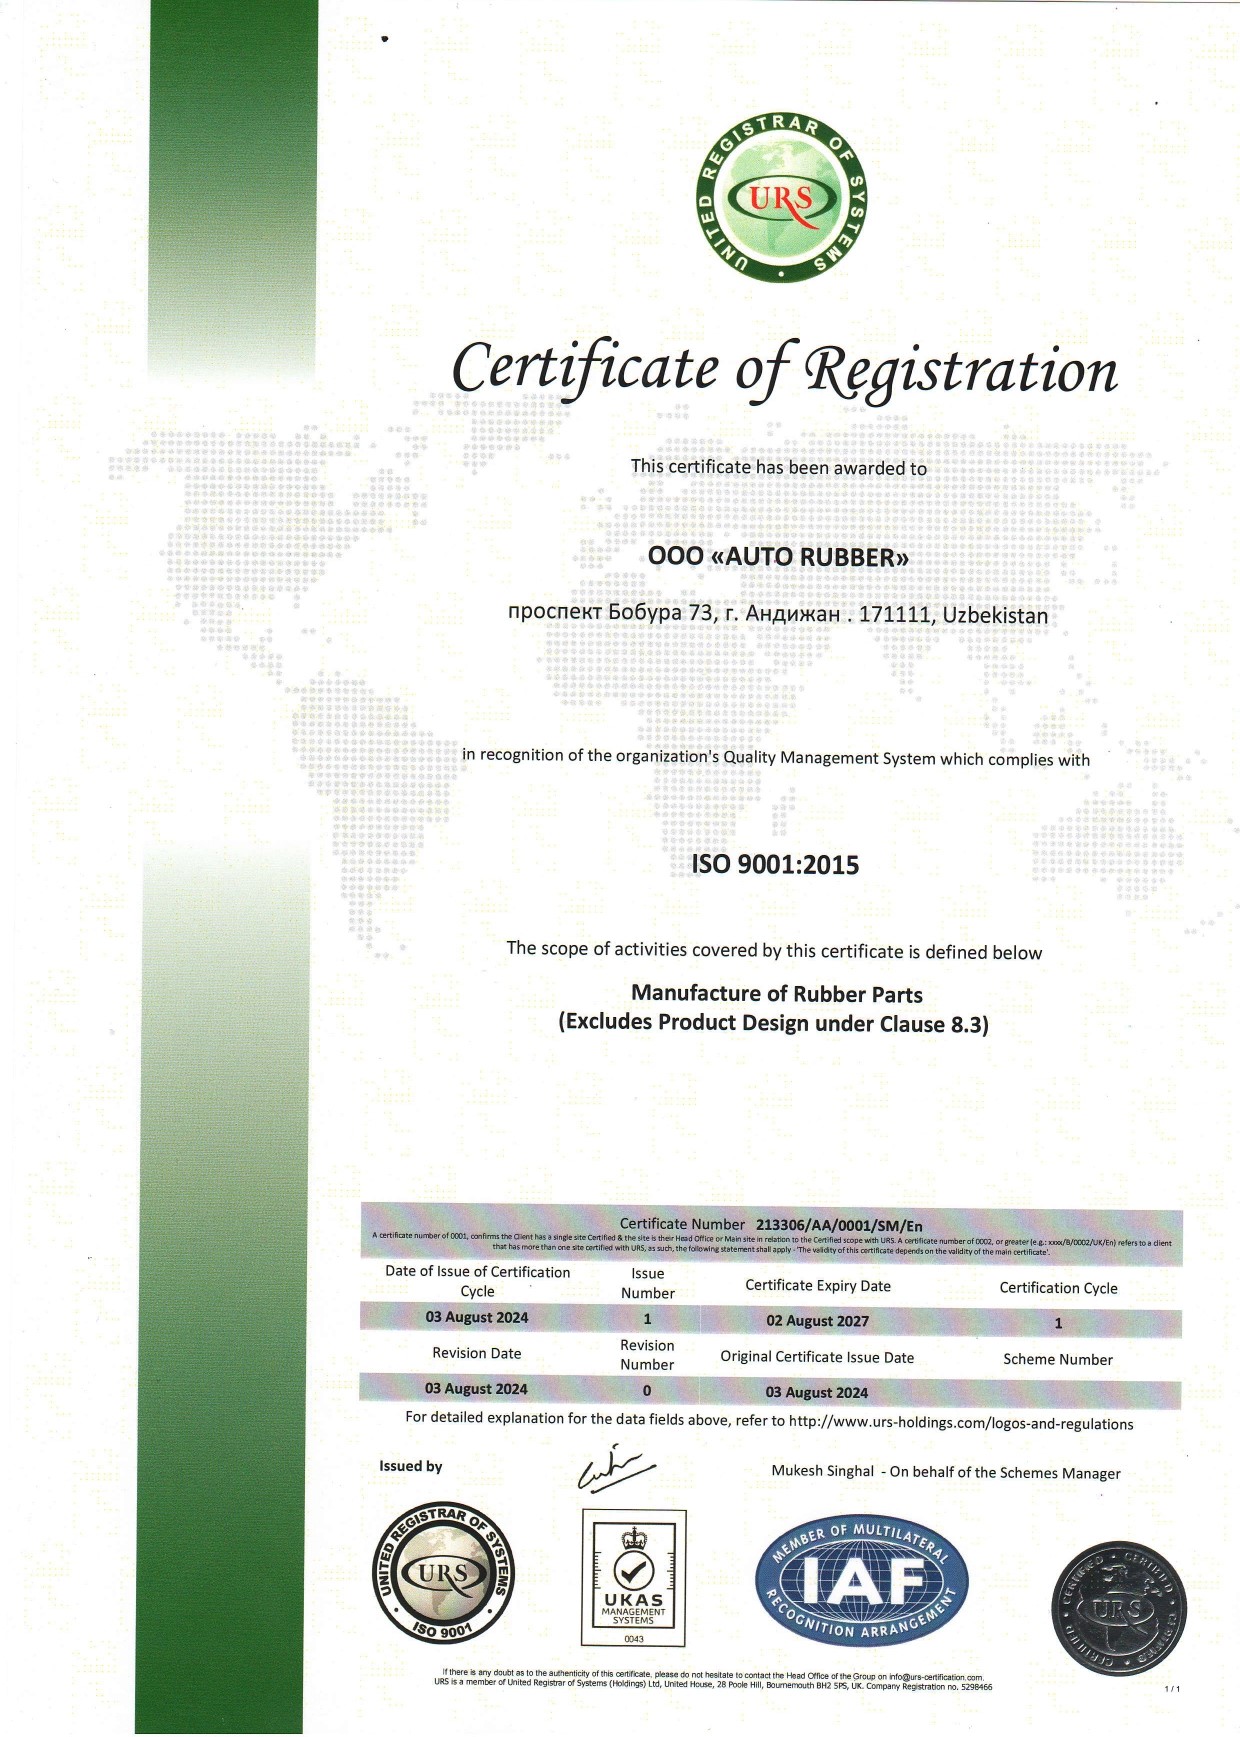 UNITED REGISTRAR OF SYSTEMS
URS
Certificate of Registration
This certificate has been awarded to
ООО «AUTO RUBBER»
проспект Бобура 73, г. Андижан . 171111, Uzbekistan
in recognition of the organization's Quality Management System which complies with
ISO 9001:2015
The scope of activities covered by this certificate is defined below
Manufacture of Rubber Parts
(Excludes Product Design under Clause 8.3)
Certificate Number 213306/AA/0001/SM/En
A certificate number of 0001, confirms the Client has a single site Certified & the site is their Head Office or Main site in relation to the Certified scope with URS. A certificate number of 0002, or greater (e.g.: xxxx/B/0002/UK/En) refers to a client
that has more than one site certified with URS, as such, the following statement shall apply - 'The validity of this certificate depends on the validity of the main certificate'.
Date of Issue of Certification Cycle
Issue Number
Certificate Expiry Date
Certification Cycle
03 August 2024
1
02 August 2027
1
Revision Date
Revision Number
Original Certificate Issue Date
Scheme Number
03 August 2024
0
03 August 2024
For detailed explanation for the data fields above, refer to http://www.urs-holdings.com/logos-and-regulations
Issued by
Mukesh Singhal - On behalf of the Schemes Manager
UNITED REGISTRAR OF SYSTEMS
URS
ISO 9001
UKAS
MANAGEMENT
SYSTEMS
0043
MEMBER OF MULTILATERAL
IAF
RECOGNITION ARRANGEMENT
CERTIFIED
URS
CERTIFIED
If there is any doubt as to the authenticity of this certificate, please do not hesitate to contact the Head Office of the Group on info@urs-certification.com.
URS is a member of United Registrar of Systems (Holdings) Ltd, United House, 28 Poole Hill, Bournemouth BH2 5PS, UK. Company Registration no. 5298466
1 / 1